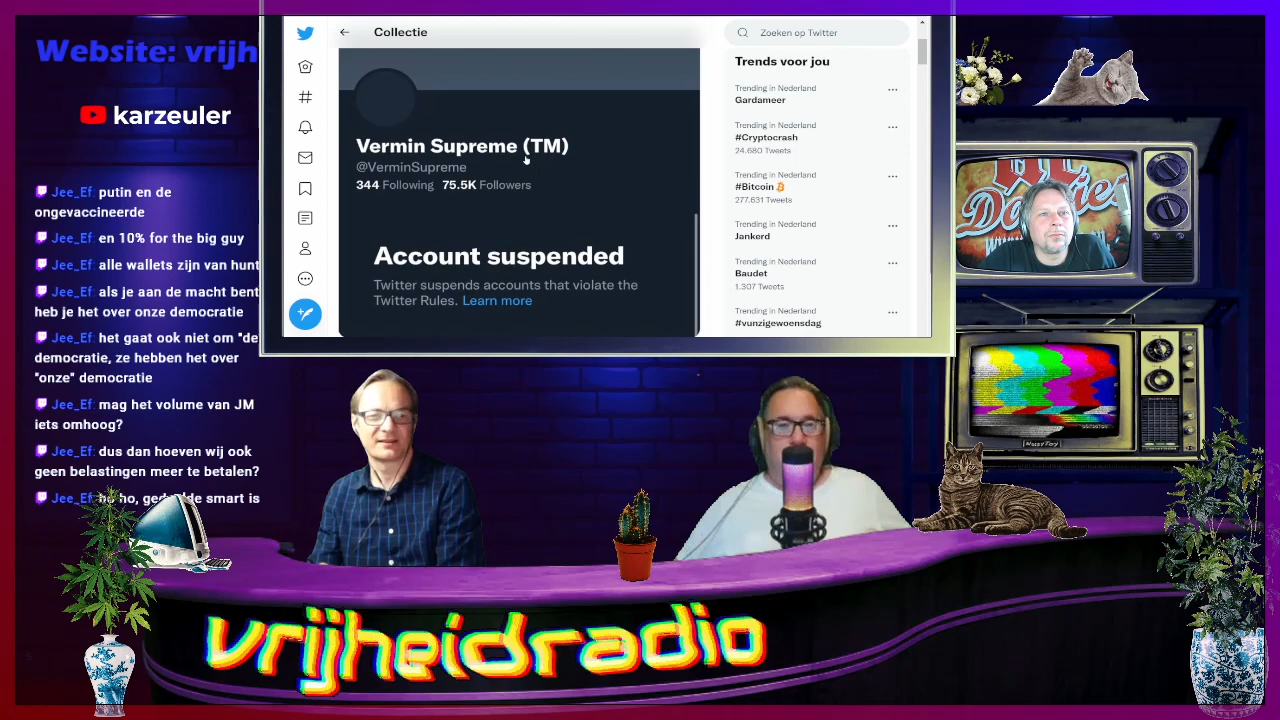 Website: vrijh
karzeuler
Jee_Ef: putin en de
ongevaccineerde
Jee_Ef: en 10% for the big guy
Jee_Ef: alle wallets zijn van hunt
Jee_Ef: als je aan de macht bent
heb je het over onze democratie
Jee_Ef: het gaat ook niet om "de
democratie, ze hebben het over
"onze" democratie
Jee_Ef: mag het volume van JM
iets omhoog?
Jee_Ef: dus dan hoeven wij ook
geen belastingen meer te betalen?
Jee_Ef: smart is
Collectie
Vermin Supreme (TM)
@VerminSupreme
344 Following 75.5K Followers
Account suspended
Twitter suspends accounts that violate the
Twitter Rules. Learn more
Zoeken op Twitter
Trends voor jou
Trending in Nederland
Gardameer
Trending in Nederland
#Cryptocrash
24.680 Tweets
Trending in Nederland
#Bitcoin
277.631 Tweets
Trending in Nederland
Jankerd
Trending in Nederland
Baudet
1.307 Tweets
Trending in Nederland
#vunzigewoensdag
vrijheidradio